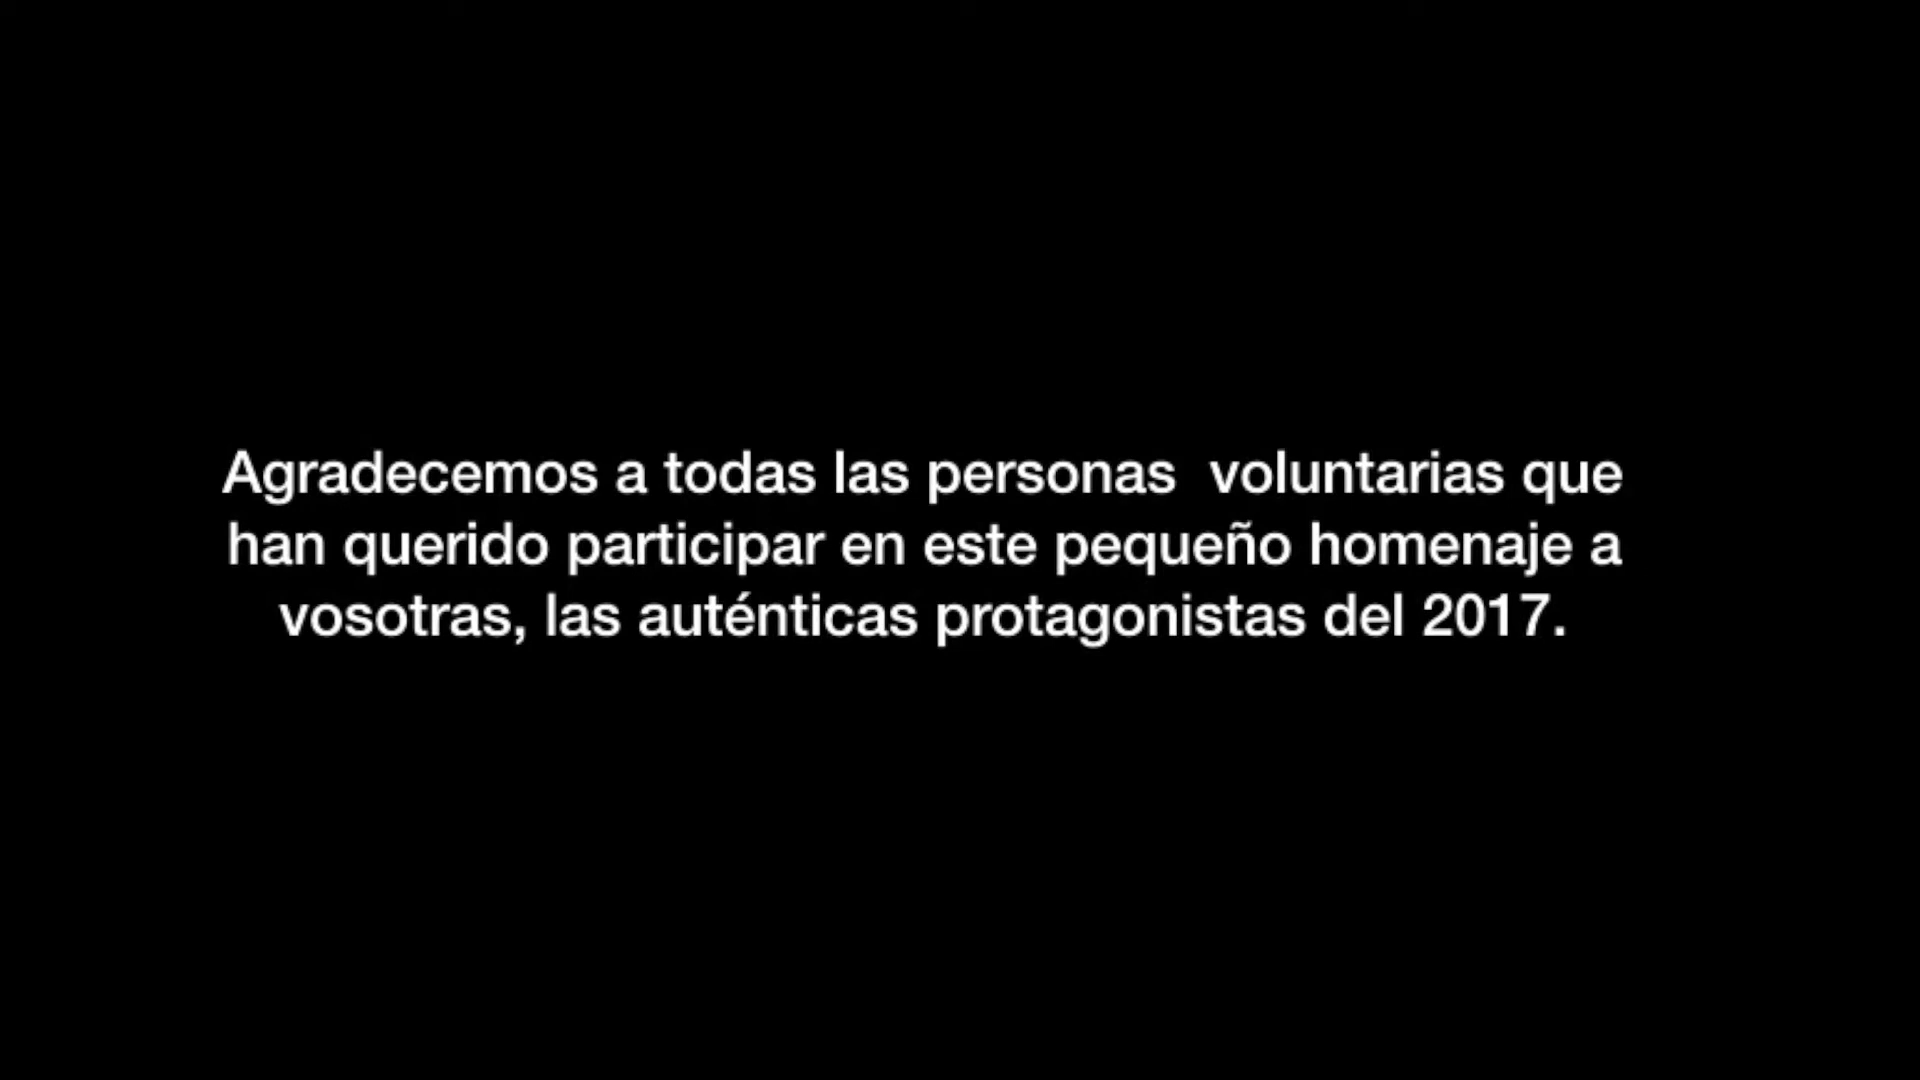 Agradecemos a todas las personas  voluntarias que
han querido participar en este pequeño homenaje a
vosotras, las auténticas protagonistas del 2017.